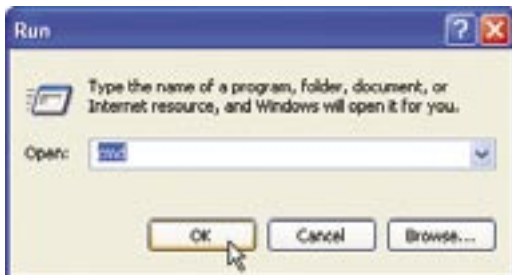 Run
Type the name of a program, folder, document, or
Internet resource, and Windows will open it for you.
Open: cmd
OK Cancel Browse...